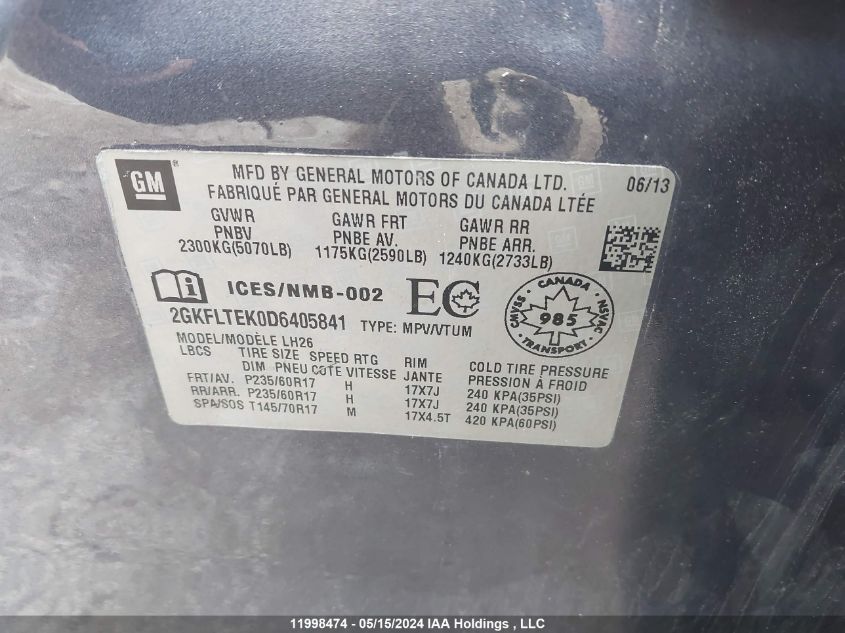 GM ®
MFD BY GENERAL MOTORS OF CANADA LTD. 06/13
FABRIQUÉ PAR GENERAL MOTORS DU CANADA LTÉE
GVWR GAWR FRT GAWR RR
PNBV PNBE AV. PNBE ARR.
2300KG(5070LB) 1175KG(2590LB) 1240KG(2733LB)
ICES/NMB-002 EC
CANADA
CMVSS 985 NSVAC
TRANSPORT
2GKFLTEK0D6405841 TYPE: MPV/VTUM
MODEL/MODÈLE LH26
LBCS TIRE SIZE SPEED RTG RIM COLD TIRE PRESSURE
DIM PNEU COTE VITESSE JANTE PRESSION À FROID
FRT/AV. P235/60R17 H 17X7J 240 KPA(35PSI)
RR/ARR. P235/60R17 H 17X7J 240 KPA(35PSI)
SPA/SOS T145/70R17 M 17X4.5T 420 KPA(60PSI)
11998474 - 05/15/2024 IAA Holdings , LLC